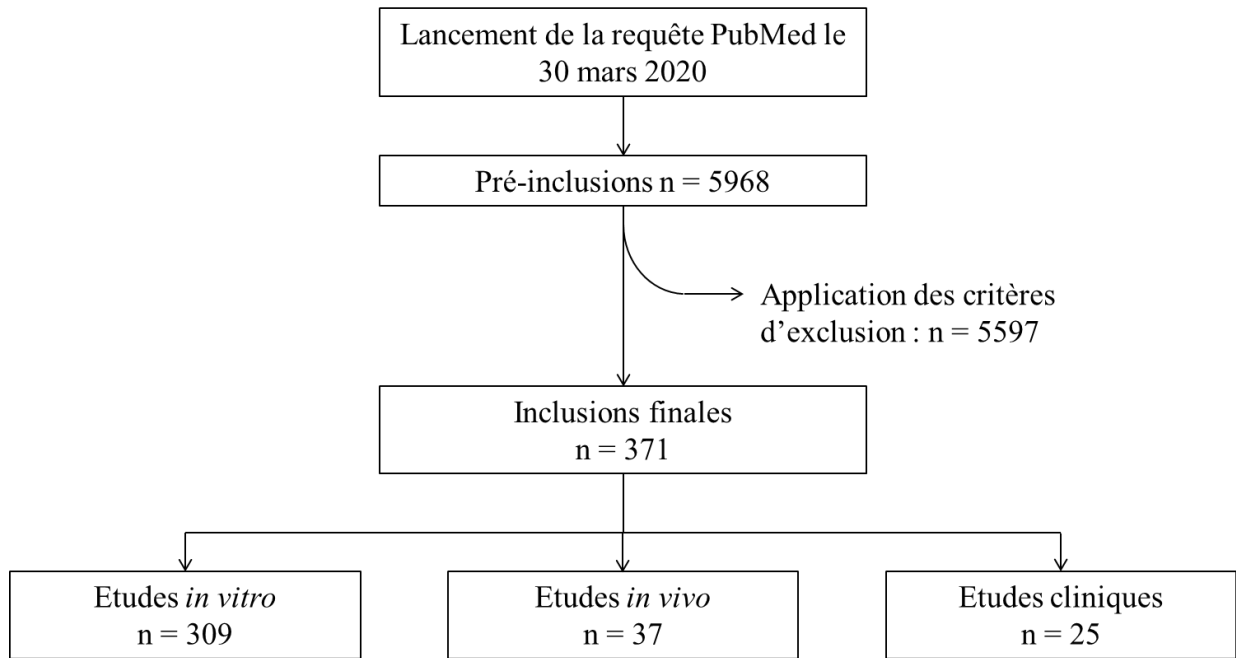 Lancement de la requête PubMed le
30 mars 2020
Pré-inclusions n = 5968
Application des critères
d’exclusion : n = 5597
Inclusions finales
n = 371
Etudes in vitro
n = 309
Etudes in vivo
n = 37
Etudes cliniques
n = 25